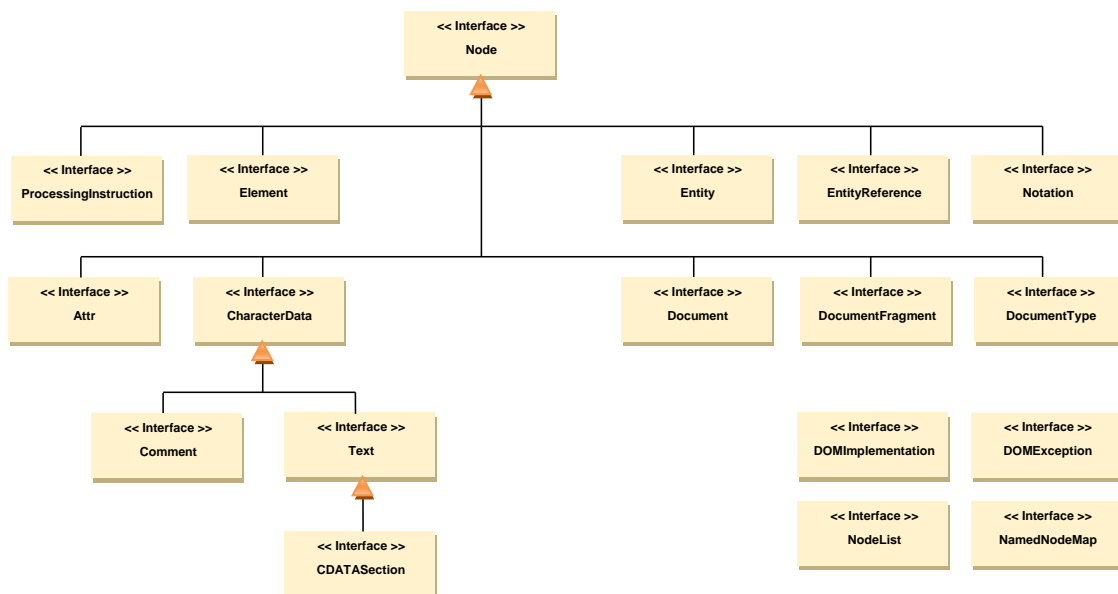 << Interface >>
Node
<< Interface >>
ProcessingInstruction
<< Interface >>
Element
<< Interface >>
Entity
<< Interface >>
EntityReference
<< Interface >>
Notation
<< Interface >>
Attr
<< Interface >>
CharacterData
<< Interface >>
Document
<< Interface >>
DocumentFragment
<< Interface >>
DocumentType
<< Interface >>
Comment
<< Interface >>
Text
<< Interface >>
DOMImplementation
<< Interface >>
DOMException
<< Interface >>
CDATASection
<< Interface >>
NodeList
<< Interface >>
NamedNodeMap